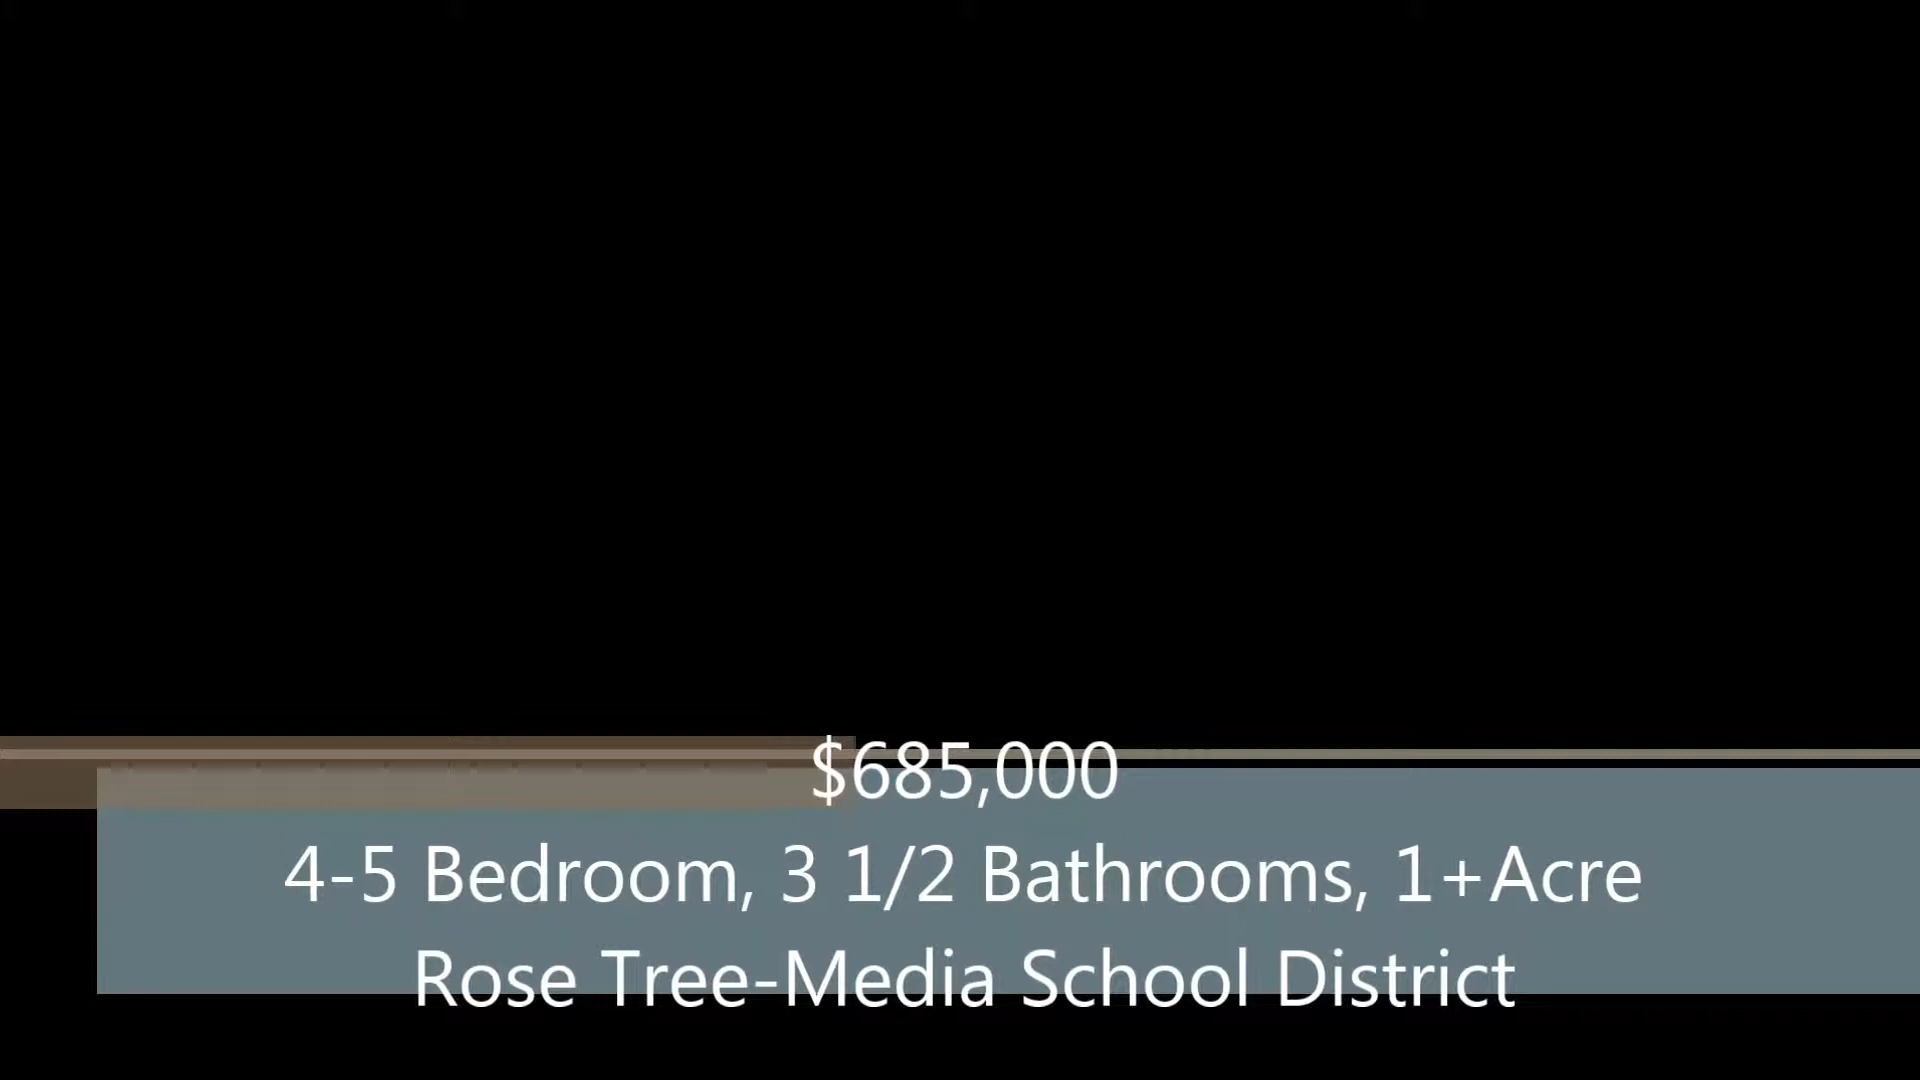 $685,000
4-5 Bedroom, 3 1/2 Bathrooms, 1+Acre
Rose Tree-Media School District